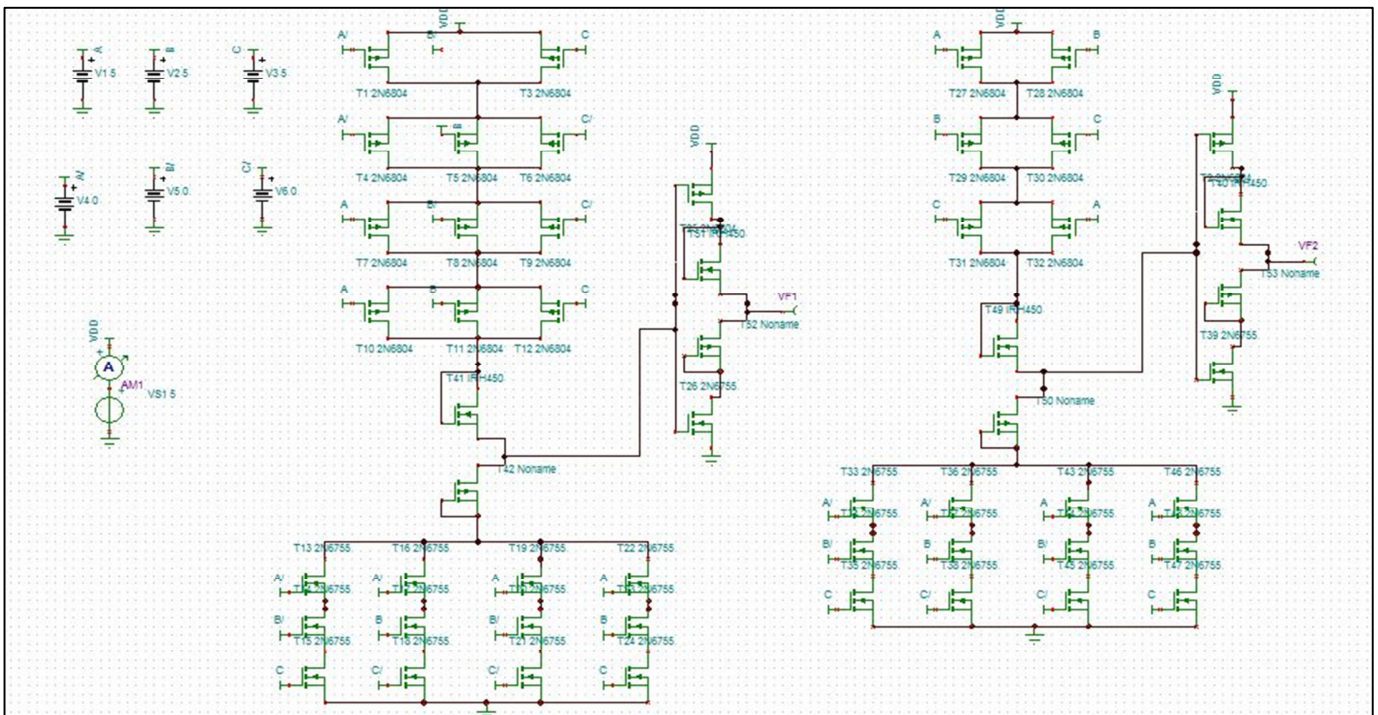 VDD VDD
A/ B/ C A B
A B C
V1 5 V2 5 V3 5
T1 2N6804 T3 2N6804 T27 2N6804 T28 2N6804
VDD
A/ B C/ B C
VDD
T4 2N6804 T5 2N6804 T6 2N6804 T29 2N6804 T30 2N6804
A/ B/ C/
V4 0 V5 0 V6 0
T40 IRH450
A B/ C/ C A
T51 IRH450
VF2
T7 2N6804 T8 2N6804 T9 2N6804 T31 2N6804 T32 2N6804
T53 Noname
A B C
VF1
T49 IRH450
T52 Noname
VDD
T39 2N6755
T10 2N6804 T11 2N6804 T12 2N6804
A
T41 IRH450
T26 2N6755
AM1
VS1 5
T50 Noname
T42 Noname
T33 2N6755 T36 2N6755 T43 2N6755 T46 2N6755
A/ A/ A A
T13 2N6755 T16 2N6755 T19 2N6755 T22 2N6755
B/ B B/ B
T35 2N6755 T38 2N6755 T45 2N6755 T47 2N6755
A/ A/ A A
C C/ C/ C
B/ B B/ B
T15 2N6755 T18 2N6755 T21 2N6755 T24 2N6755
C C/ C/ C